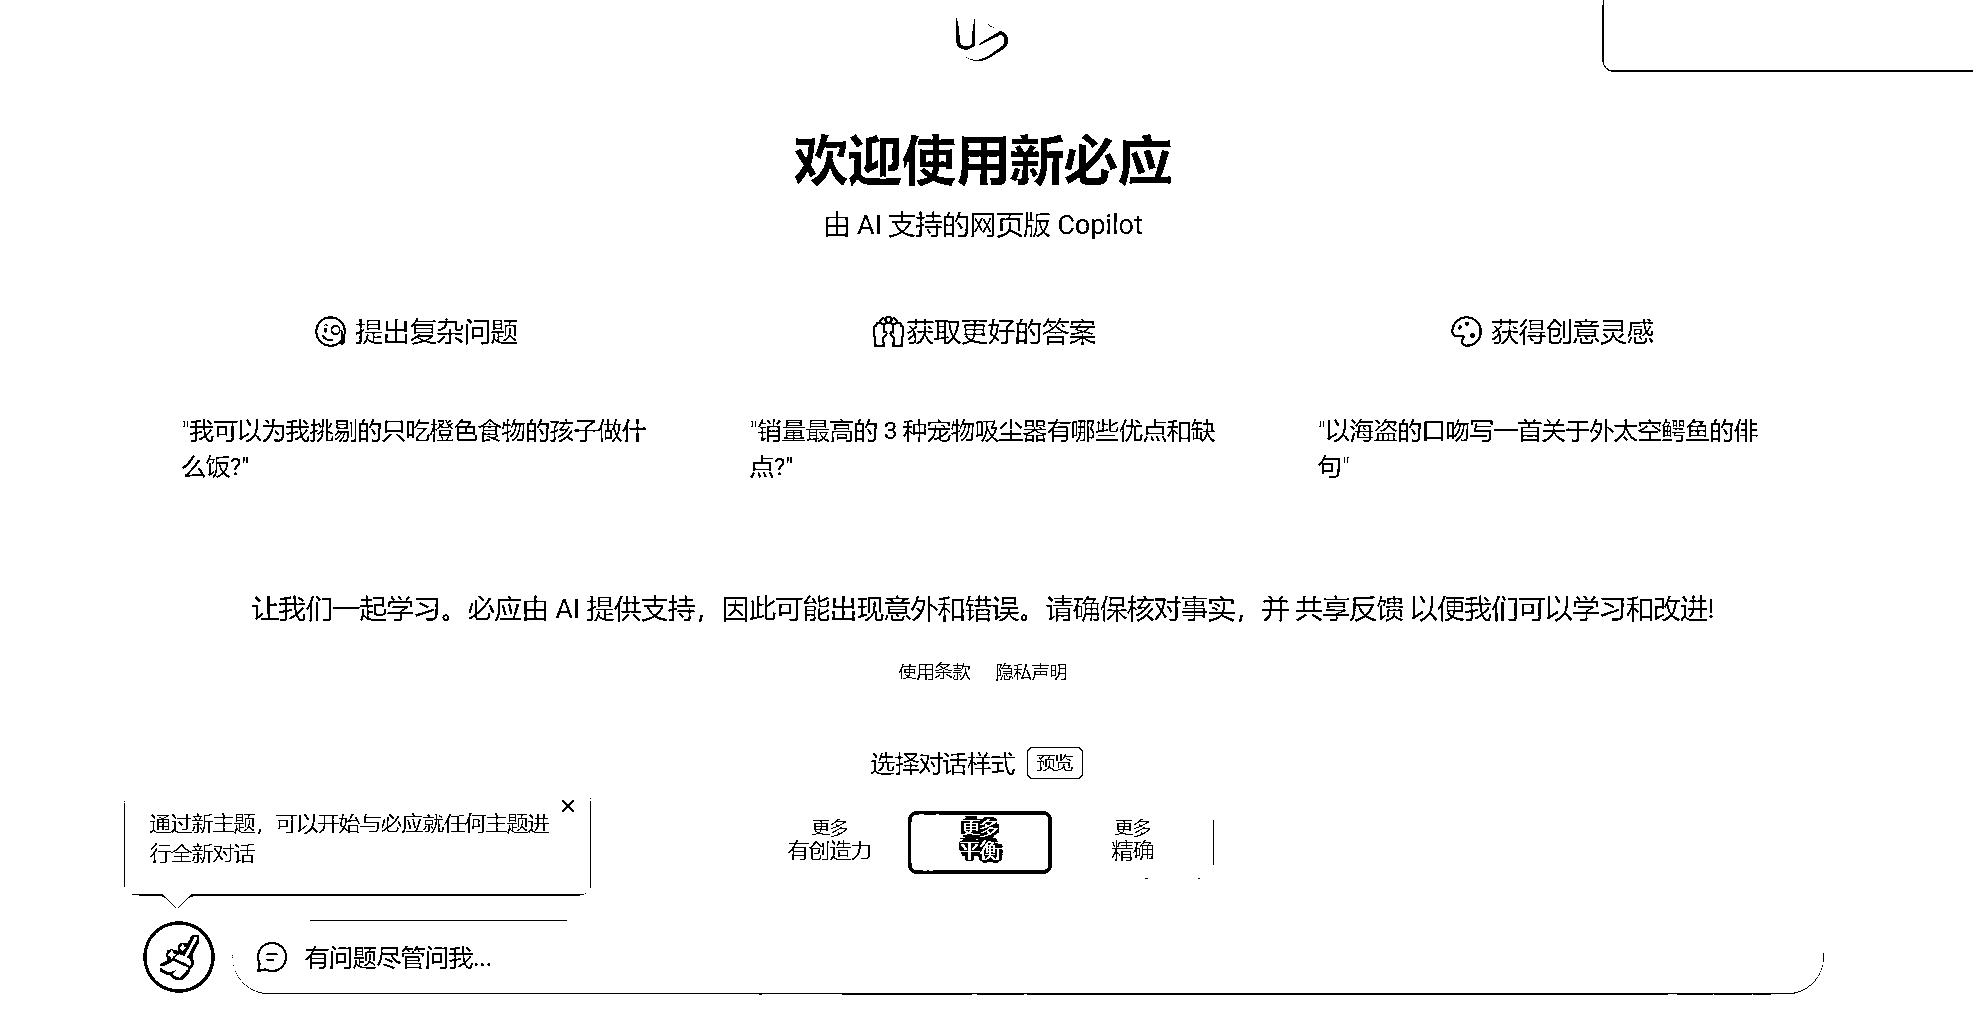 欢迎使用新必应
由 AI 支持的网页版 Copilot
提出复杂问题
"我可以为我挑剔的只吃橙色食物的孩子做什
么饭?"
获取更好的答案
"销量最高的 3 种宠物吸尘器有哪些优点和缺
点?"
获得创意灵感
"以海盗的口吻写一首关于外太空鳄鱼的俳
句"
让我们一起学习。必应由 AI 提供支持，因此可能出现意外和错误。请确保核对事实，并 共享反馈 以便我们可以学习和改进!
使用条款 隐私声明
选择对话样式 预览
更多
有创造力
更多
平衡
更多
精确
通过新主题，可以开始与必应就任何主题进
行全新对话
有问题尽管问我...